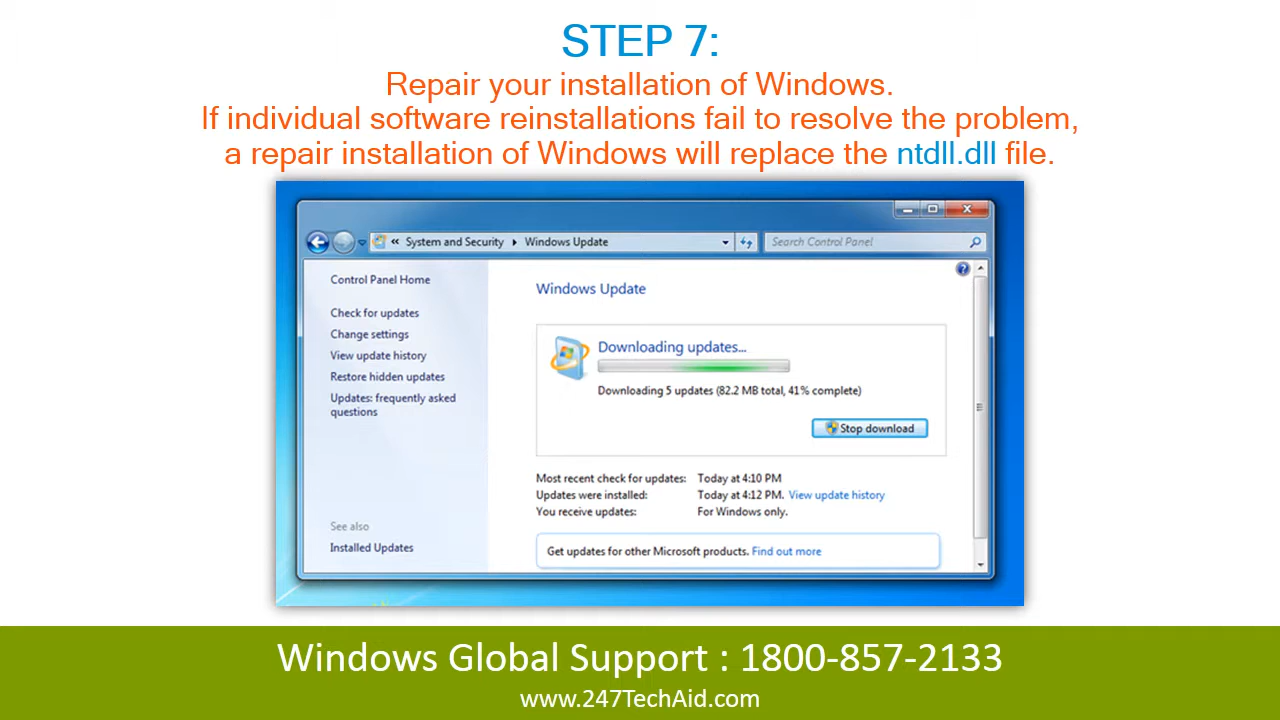 STEP 7:
Repair your installation of Windows.
If individual software reinstallations fail to resolve the problem,
a repair installation of Windows will replace the ntdll.dll file.
« System and Security ▸ Windows Update
Search Control Panel
Control Panel Home
Check for updates
Change settings
View update history
Restore hidden updates
Updates: frequently asked
questions
See also
Installed Updates
Windows Update
Downloading updates...
Downloading 5 updates (82.2 MB total, 41% complete)
Stop download
Most recent check for updates: Today at 4:10 PM
Updates were installed: Today at 4:12 PM. View update history
You receive updates: For Windows only.
Get updates for other Microsoft products. Find out more
Windows Global Support : 1800-857-2133
www.247TechAid.com